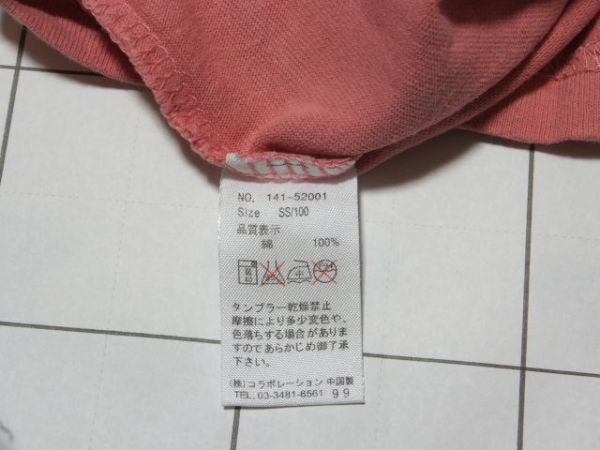 NO. 141-52001
Size SS/100
品質表示
綿 100%
中
タンブラー乾燥禁止
摩擦により多少変色や、
色落ちする場合がありま
すのであらかじめ御了承
下さい。
(株)コラボレーション 中国製
TEL. 03-3481-6561 99